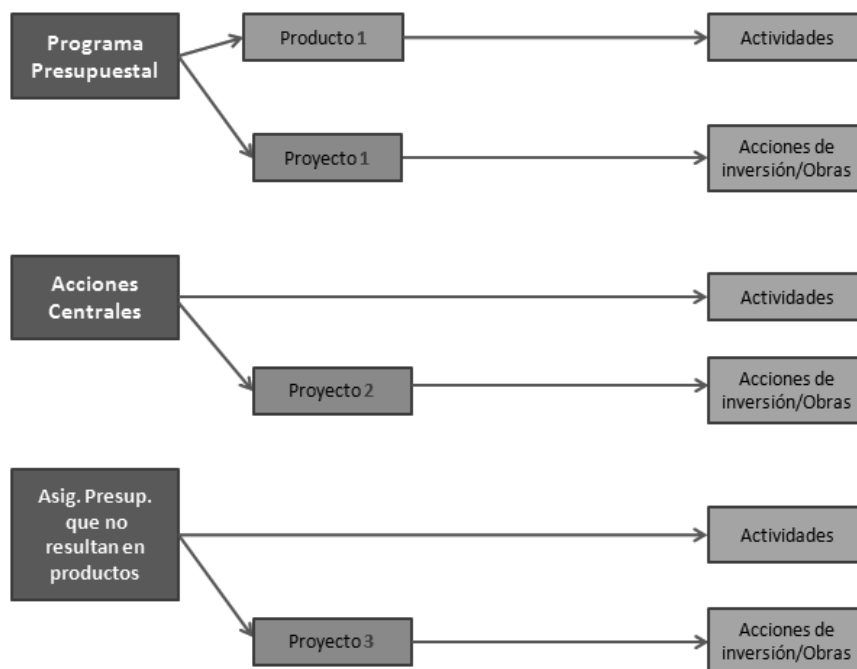 Programa
Presupuestal
Producto 1
Actividades
Proyecto 1
Acciones de
inversión/Obras
Acciones
Centrales
Actividades
Proyecto 2
Acciones de
inversión/Obras
Asig. Presup.
que no
resultan en
productos
Actividades
Proyecto 3
Acciones de
inversión/Obras